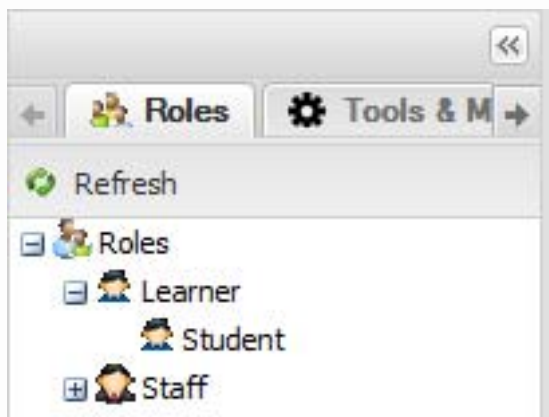 Roles Tools & M
Refresh
Roles
Learner
Student
Staff